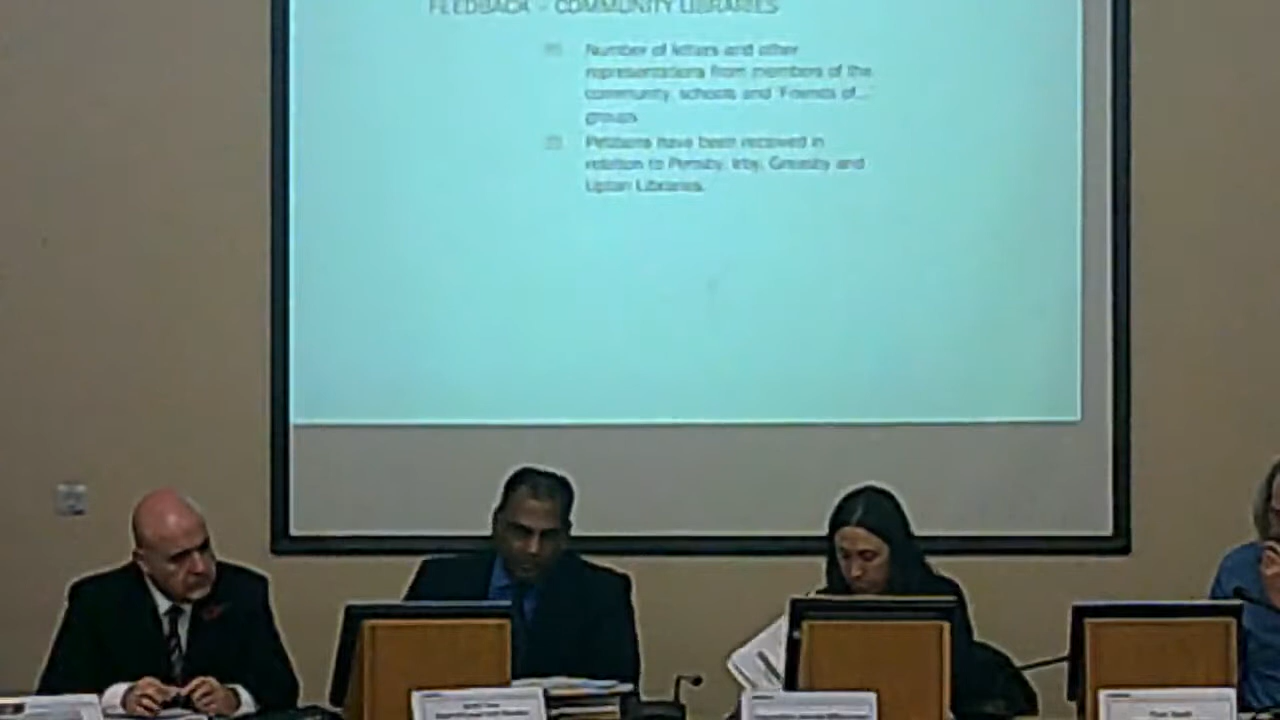 FEEDBACK - COMMUNITY LIBRARIES
Number of letters and other
representations from members of the
community, schools and 'Friends of...
groups
Petitions have been received in
relation to Pensby, Irby, Greasby and
Upton Libraries.